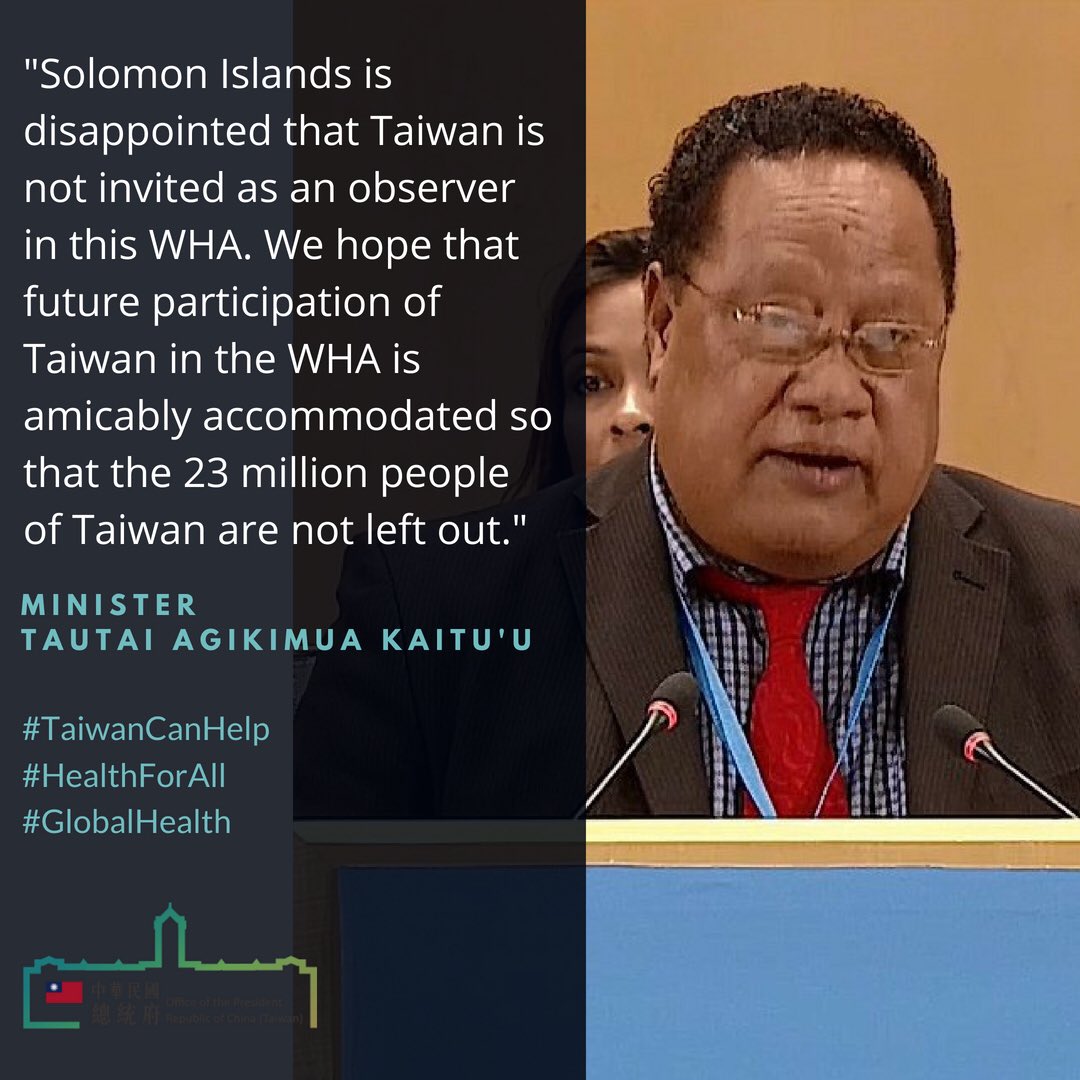 "Solomon Islands is
disappointed that Taiwan is
not invited as an observer
in this WHA. We hope that
future participation of
Taiwan in the WHA is
amicably accommodated so
that the 23 million people
of Taiwan are not left out."
MINISTER
TAUTAI AGIKIMUA KAITU'U
#TaiwanCanHelp
#HealthForAll
#GlobalHealth
中華民國
總統府
Office of the President
Republic of China (Taiwan)